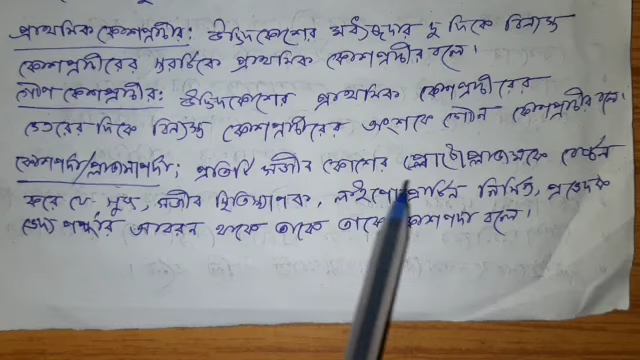 প্রাথমিক কোশপ্রাচীর: উদ্ভিদকোশের মধ্যচ্ছদার দু দিকে বিন্যস্ত
কোশপ্রাচীরের স্তরটিকে প্রাথমিক কোশপ্রাচীর বলে।
গৌণ কোশপ্রাচীর: উদ্ভিদকোশের প্রাথমিক কোশপ্রাচীরের
ভেতরের দিকে বিন্যস্ত কোশপ্রাচীরের অংশকে গৌণ কোশপ্রাচীর বলে।
কোশপর্দা/প্লাজমাপর্দা: প্রতিটি সজীব কোশের প্রোটোপ্লাজমকে বেষ্টন
করে যে সূক্ষ্ম, সজীব স্থিতিস্থাপক, লাইপোপ্রোটিন নির্মিত, প্রভেদক
ভেদ্য পর্দার আবরন থাকে তাকে তাকে কোশপর্দা বলে।